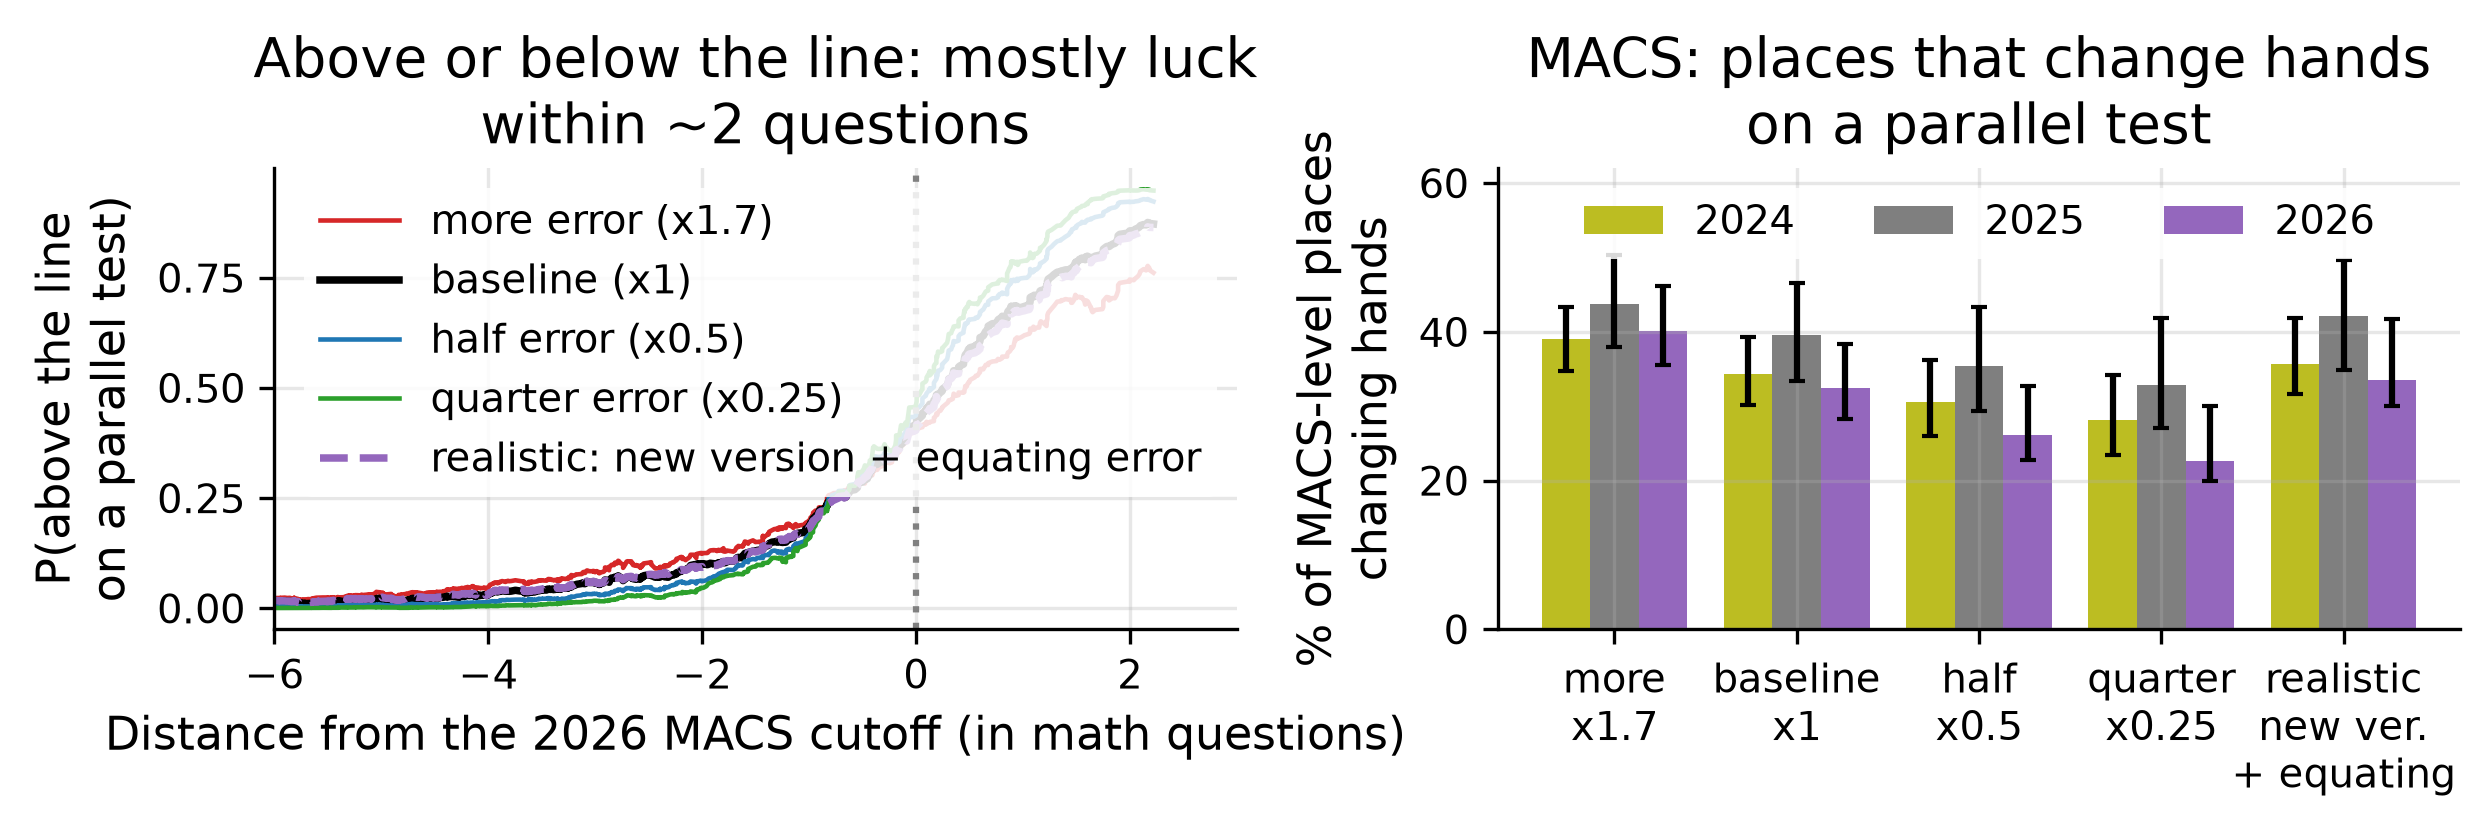 Above or below the line: mostly luck
within ~2 questions
P(above the line
on a parallel test)
0.75
0.50
0.25
0.00
more error (x1.7)
baseline (x1)
half error (x0.5)
quarter error (x0.25)
realistic: new version + equating error
−6
−4
−2
0
2
Distance from the 2026 MACS cutoff (in math questions)
MACS: places that change hands
on a parallel test
% of MACS-level places
changing hands
60
40
20
0
2024
2025
2026
more
x1.7
baseline
x1
half
x0.5
quarter
x0.25
realistic
new ver.
+ equating